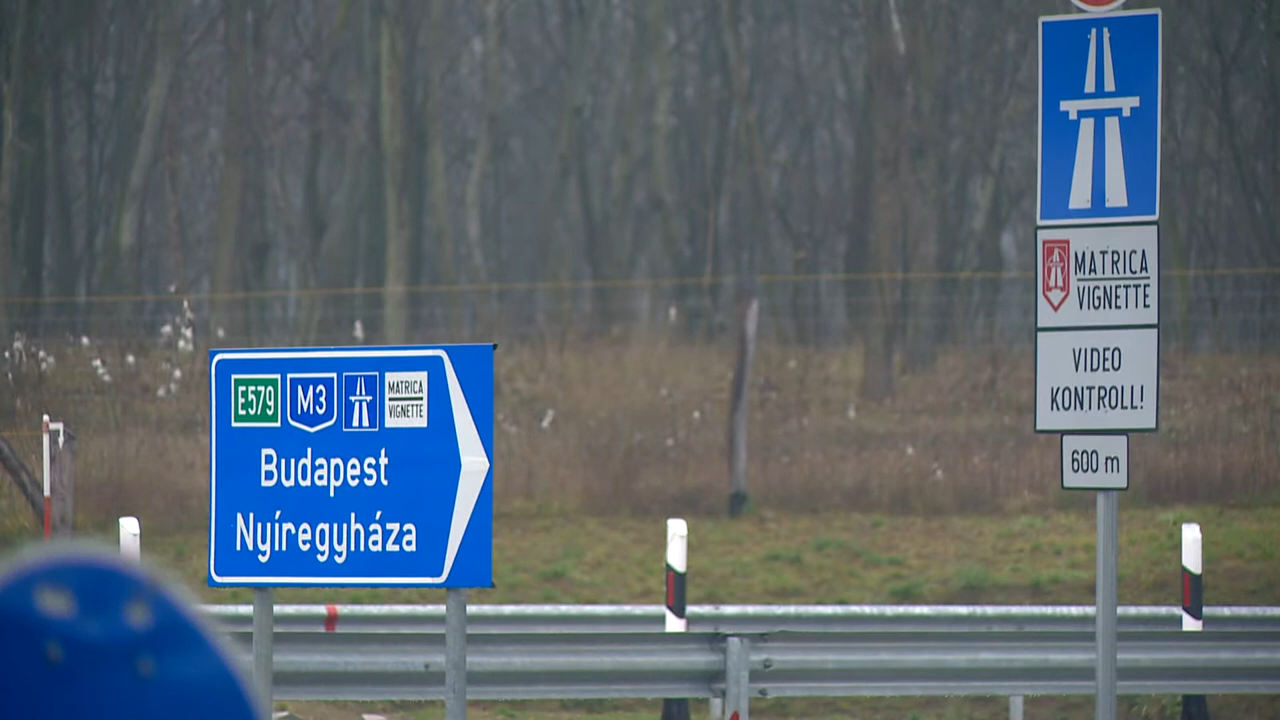 E579 M3 MATRICA
VIGNETTE
Budapest
Nyíregyháza
MATRICA
VIGNETTE
VIDEO
KONTROLL!
600 m